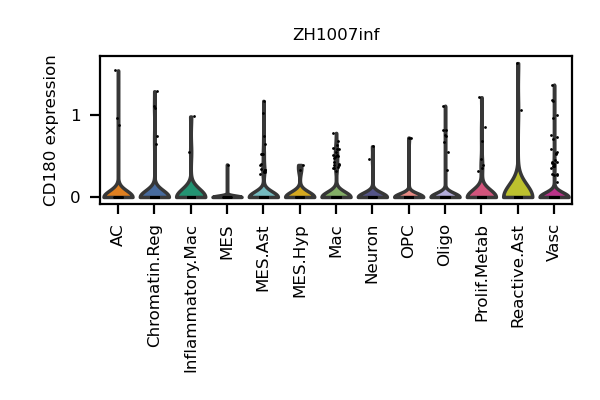 ZH1007inf
CD180 expression
1
0
AC
Chromatin.Reg
Inflammatory.Mac
MES
MES.Ast
MES.Hyp
Mac
Neuron
OPC
Oligo
Prolif.Metab
Reactive.Ast
Vasc